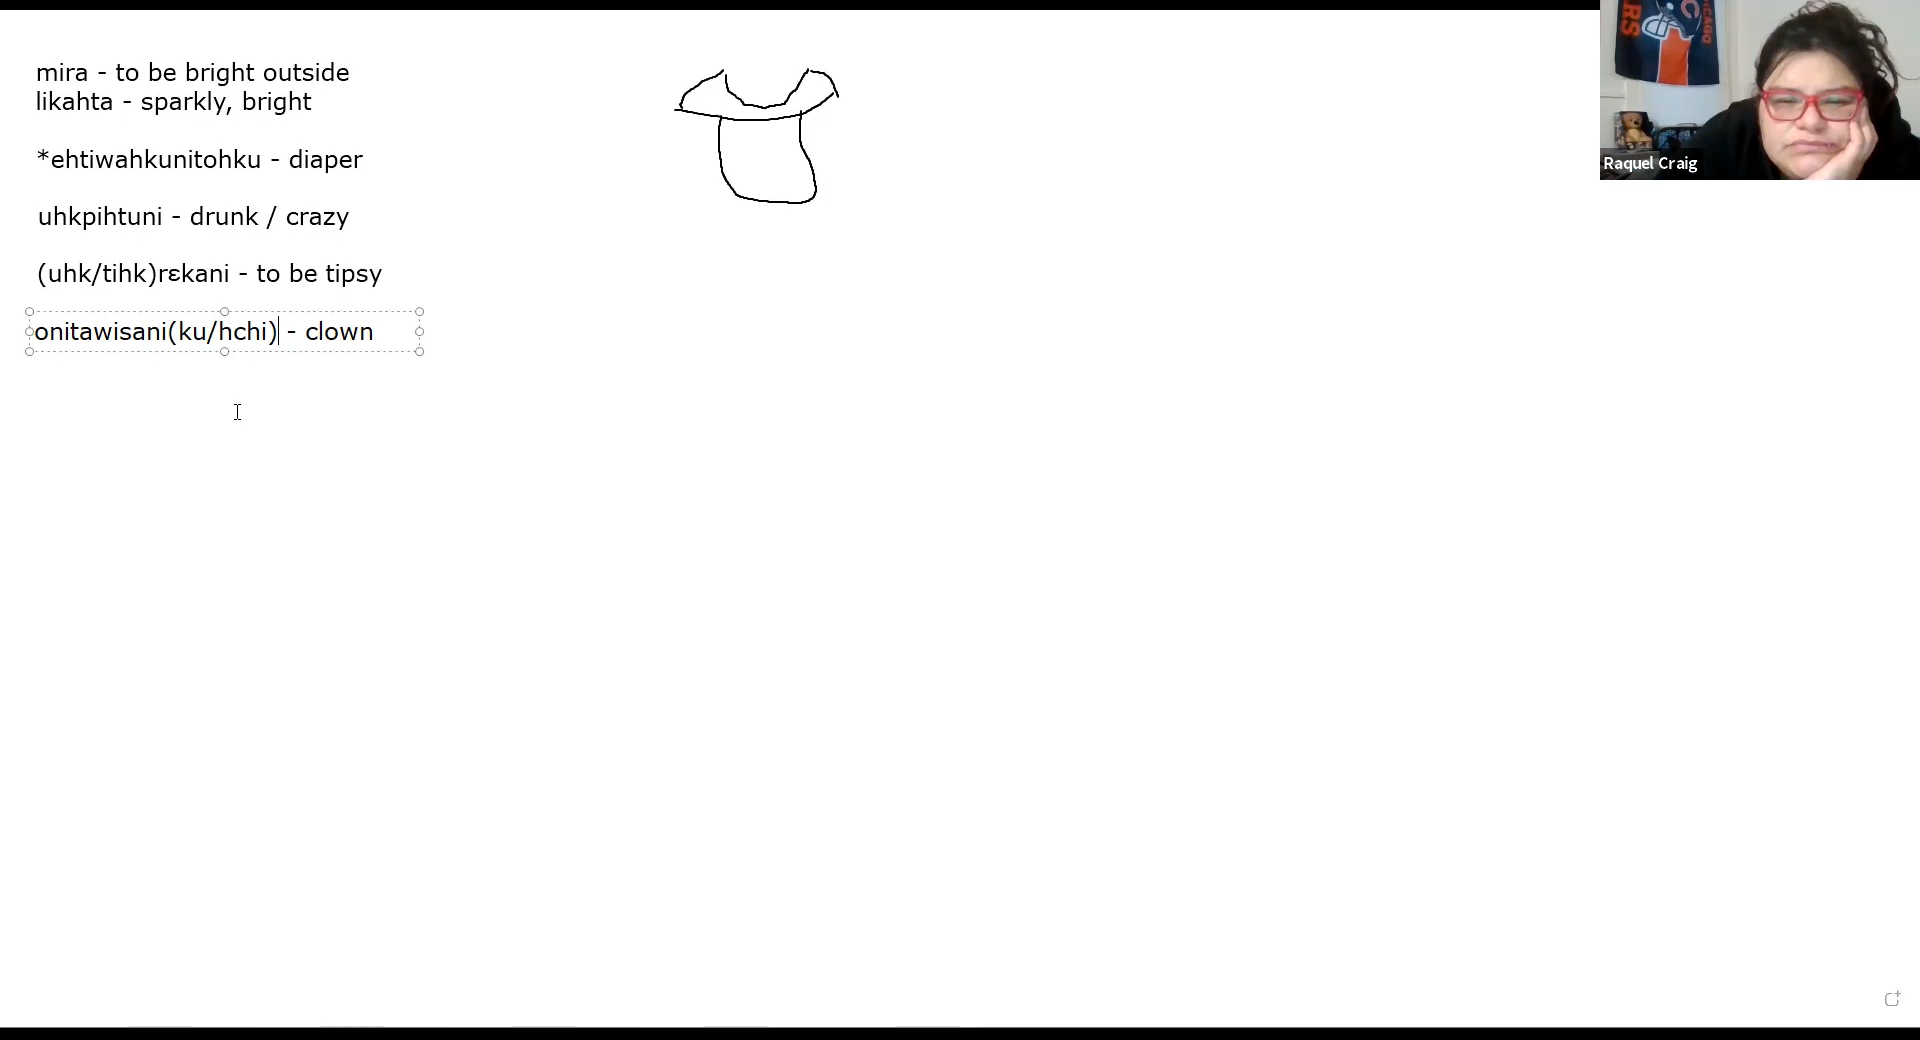 mira - to be bright outside
likahta - sparkly, bright
*ehtiwahkunitohku - diaper
uhkpihtuni - drunk / crazy
(uhk/tihk)rɛkani - to be tipsy
onitawisani(ku/hchi) - clown
Raquel Craig
CHICAGO